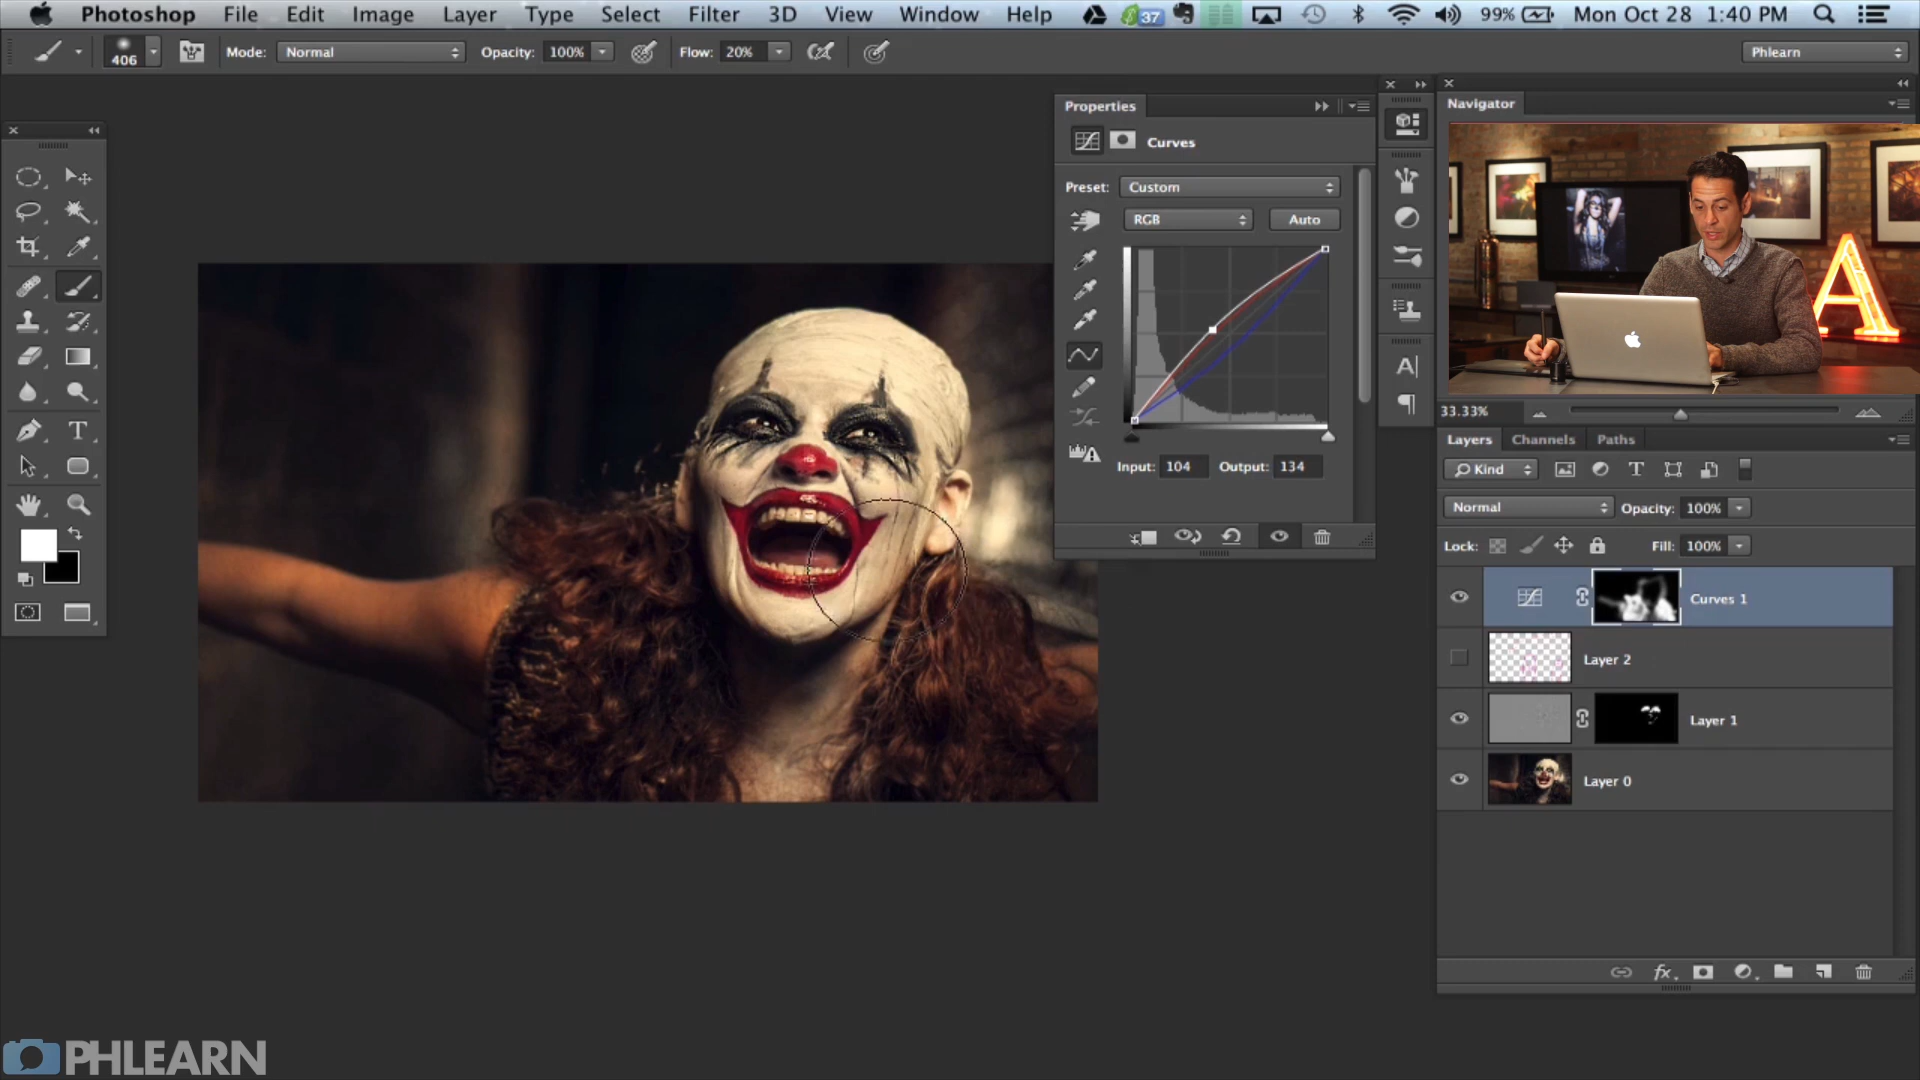 Photoshop File Edit Image Layer Type Select Filter 3D View Window Help 37 99% Mon Oct 28 1:40 PM
406 Mode: Normal Opacity: 100% Flow: 20% Phlearn
Properties
Navigator
Curves
Preset: Custom
RGB Auto
Input: 104 Output: 134
A
33.33%
Layers Channels Paths
Kind
Normal Opacity: 100%
Lock: Fill: 100%
Curves 1
Layer 2
Layer 1
Layer 0
fx
T
A
PHLEARN